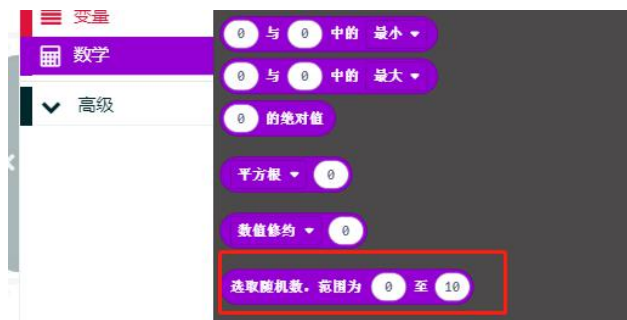 变量
数学
高级
0 与 0 中的 最小
0 与 0 中的 最大
0 的绝对值
平方根 0
数值修约 0
选取随机数。范围为 0 至 10